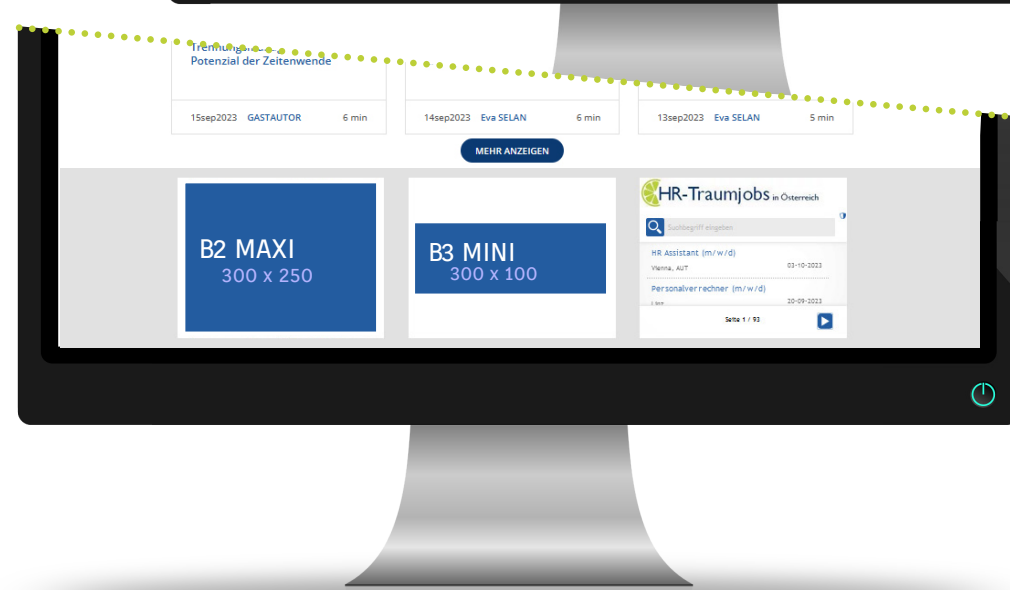 Potenzial der Zeitenwende
15sep2023 GASTAUTOR 6 min
14sep2023 Eva SELAN 6 min
13sep2023 Eva SELAN 5 min
MEHR ANZEIGEN
B2 MAXI
300 x 250
B3 MINI
300 x 100
HR-Traumjobs in Österreich
Suchbegriff eingeben
HR Assistant (m/w/d)
Vienna, AUT 03-10-2023
Personalverrechner (m/w/d)
20-09-2023
Seite 1 / 93